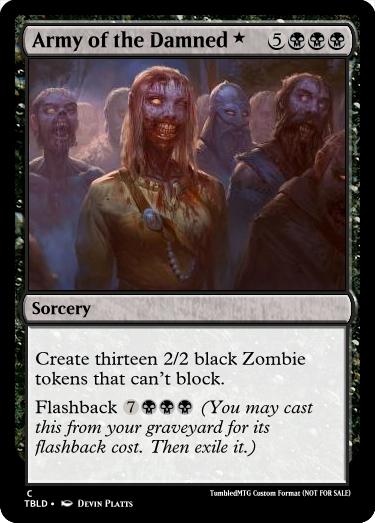 Army of the Damned ★ 5
Sorcery
Create thirteen 2/2 black Zombie
tokens that can't block.
Flashback 7 (You may cast
this from your graveyard for its
flashback cost. Then exile it.)
C
TBLD • Devin Platts
TumbledMTG Custom Format (NOT FOR SALE)